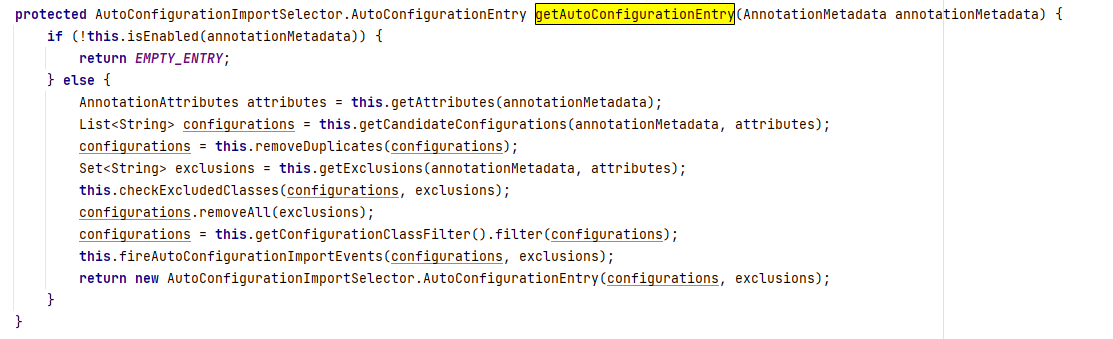 protected AutoConfigurationImportSelector.AutoConfigurationEntry getAutoConfigurationEntry(AnnotationMetadata annotationMetadata) {
    if (!this.isEnabled(annotationMetadata)) {
        return EMPTY_ENTRY;
    } else {
        AnnotationAttributes attributes = this.getAttributes(annotationMetadata);
        List<String> configurations = this.getCandidateConfigurations(annotationMetadata, attributes);
        configurations = this.removeDuplicates(configurations);
        Set<String> exclusions = this.getExclusions(annotationMetadata, attributes);
        this.checkExcludedClasses(configurations, exclusions);
        configurations.removeAll(exclusions);
        configurations = this.getConfigurationClassFilter().filter(configurations);
        this.fireAutoConfigurationImportEvents(configurations, exclusions);
        return new AutoConfigurationImportSelector.AutoConfigurationEntry(configurations, exclusions);
    }
}